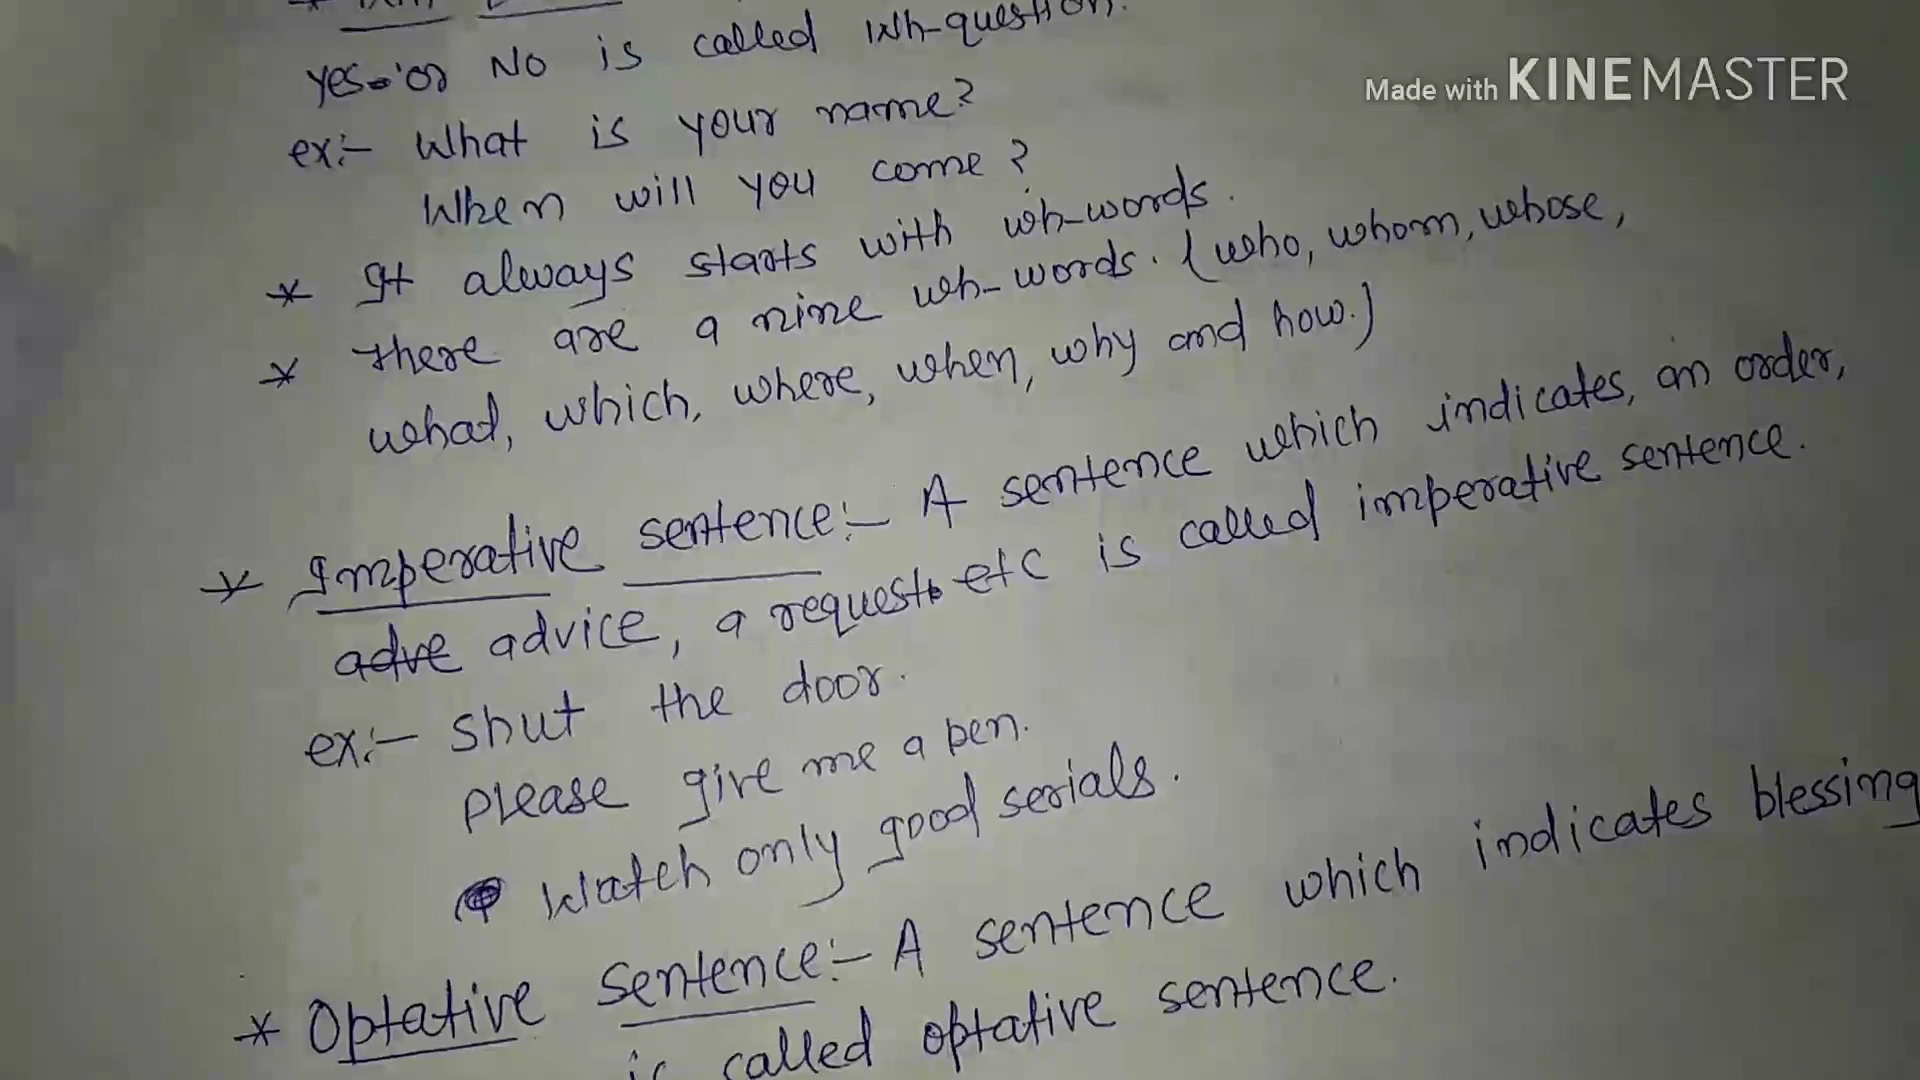 yes or No is called Wh-question.
ex:- What is your name?
When will you come?
* It always starts with wh-words.
* There are a nine wh-words. (who, whom, whose,
what, which, where, when, why and how.)
* Imperative sentence:- A sentence which indicates, an order,
adve advice, a request etc is called imperative sentence.
ex:- Shut the door.
Please give me a pen.
Watch only good serials.
* Optative sentence:- A sentence which indicates blessing
is called optative sentence.
Made with KINEMASTER